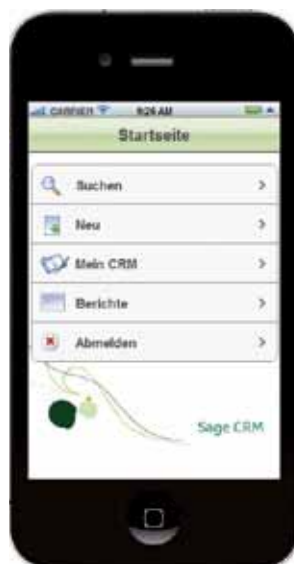 CARRIER 9:26 AM
Startseite
Suchen
Neu
Mein CRM
Berichte
Abmelden
Sage CRM